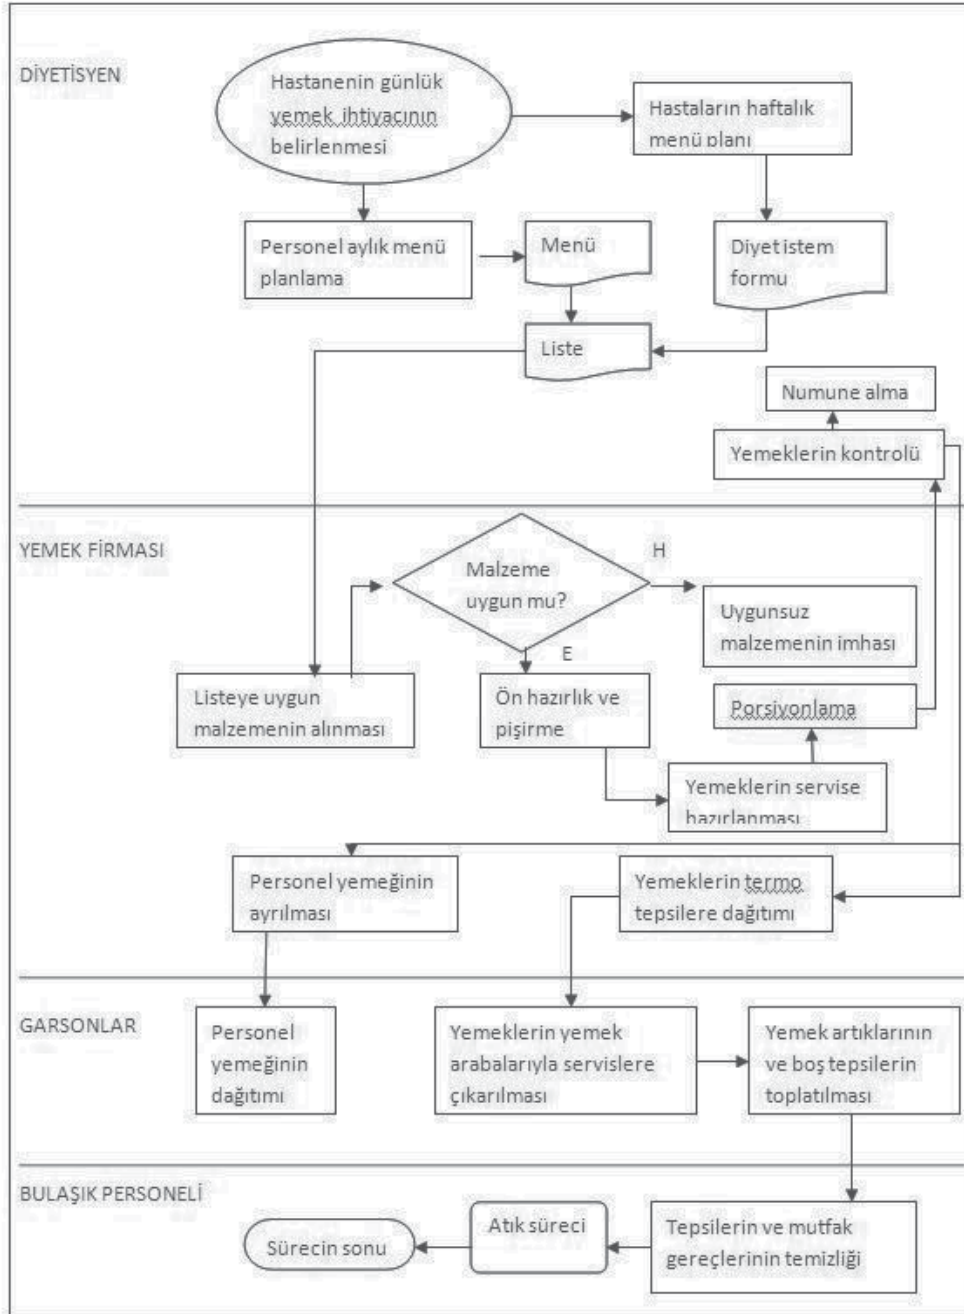 DİYETİSYEN
Hastanenin günlük
yemek ihtiyacının
belirlenmesi
Hastaların haftalık
menü planı
Personel aylık menü
planlama
Menü
Diyet istem
formu
Liste
Numune alma
Yemeklerin kontrolü
YEMEK FİRMASI
Malzeme
uygun mu?
H
E
Uygunsuz
malzemenin imhası
Listeye uygun
malzemenin alınması
Ön hazırlık ve
pişirme
Porsiyonlama
Yemeklerin servise
hazırlanması
Personel yemeğinin
ayrılması
Yemeklerin termo
tepsilere dağıtımı
GARSONLAR
Personel
yemeğinin
dağıtımı
Yemeklerin yemek
arabalarıyla servislere
çıkarılması
Yemek artıklarının
ve boş tepsilerin
toplatılması
BULAŞIK PERSONELİ
Sürecin sonu
Atık süreci
Tepsilerin ve mutfak
gereçlerinin temizliği